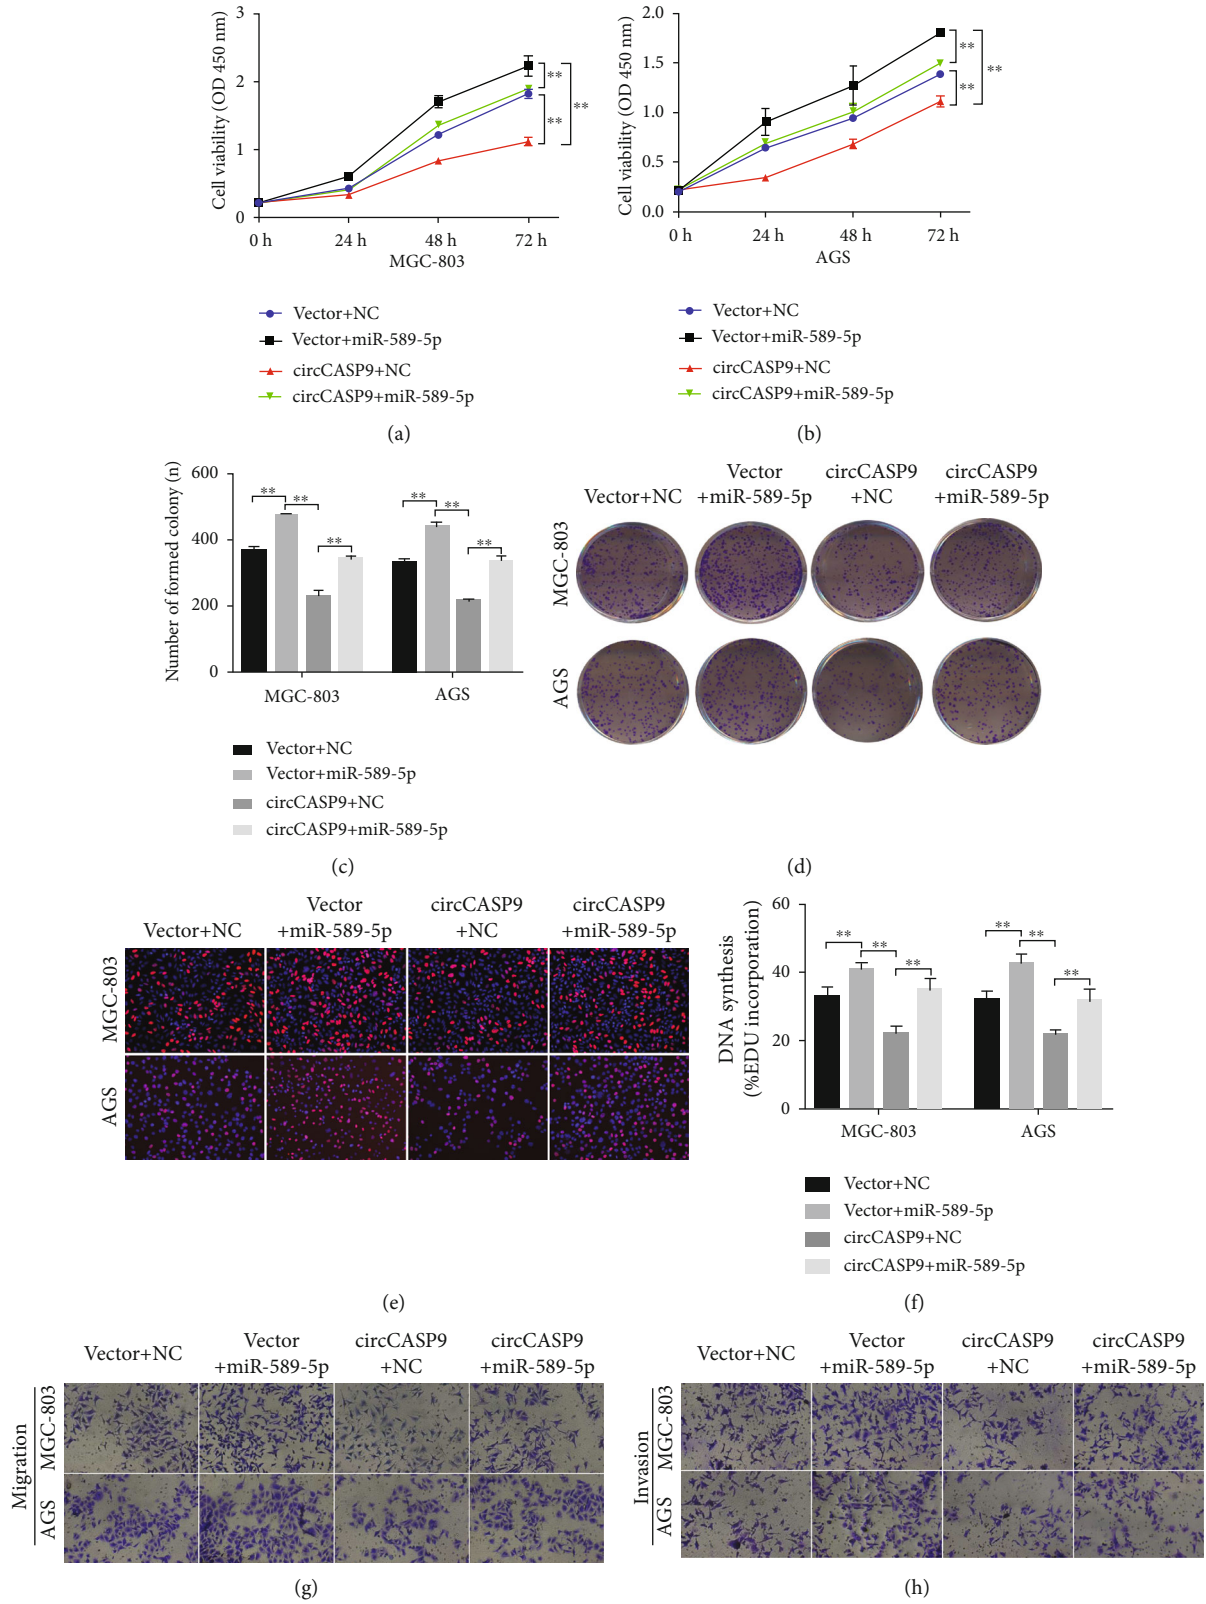 3
2
1
0
Cell viability (OD 450 nm)
0 h 24 h 48 h 72 h
MGC-803
**
**
**
Vector+NC
Vector+miR-589-5p
circCASP9+NC
circCASP9+miR-589-5p
(a)
2.0
1.5
1.0
0.5
0.0
Cell viability (OD 450 nm)
0 h 24 h 48 h 72 h
AGS
**
**
**
Vector+NC
Vector+miR-589-5p
circCASP9+NC
circCASP9+miR-589-5p
(b)
600
400
200
0
Number of formed colony (n)
** ** ** ** ** **
MGC-803 AGS
Vector+NC
Vector+miR-589-5p
circCASP9+NC
circCASP9+miR-589-5p
(c)
Vector+NC
Vector
+miR-589-5p
circCASP9
+NC
circCASP9
+miR-589-5p
MGC-803
AGS
(d)
Vector+NC
Vector
+miR-589-5p
circCASP9
+NC
circCASP9
+miR-589-5p
MGC-803
AGS
(e)
60
40
20
0
DNA synthesis
(%EDU incorporation)
** ** ** ** ** **
MGC-803 AGS
Vector+NC
Vector+miR-589-5p
circCASP9+NC
circCASP9+miR-589-5p
(f)
Vector+NC
Vector
+miR-589-5p
circCASP9
+NC
circCASP9
+miR-589-5p
Migration
MGC-803
AGS
(g)
Vector+NC
Vector
+miR-589-5p
circCASP9
+NC
circCASP9
+miR-589-5p
Invasion
MGC-803
AGS
(h)